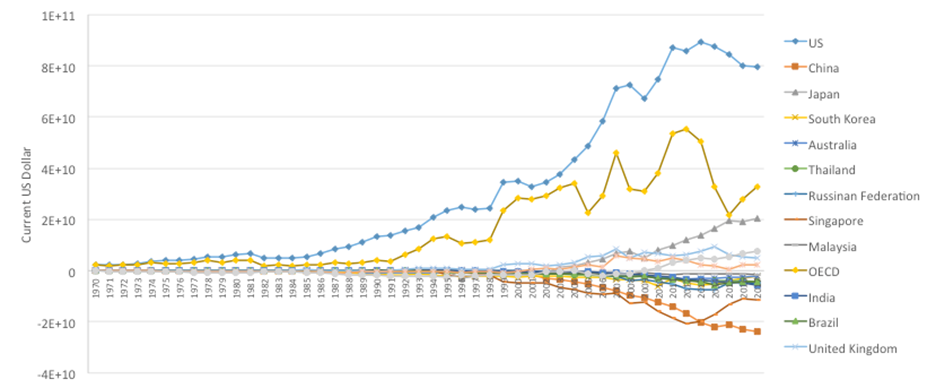 1E+11
8E+10
6E+10
4E+10
2E+10
0
-2E+10
-4E+10
Current US Dollar
1970
1971
1972
1973
1974
1975
1976
1977
1978
1979
1980
1981
1982
1983
1984
1985
1986
1987
1988
1989
1990
1991
1992
1993
1994
1995
US
China
Japan
South Korea
Australia
Thailand
Russinan Federation
Singapore
Malaysia
OECD
India
Brazil
United Kingdom